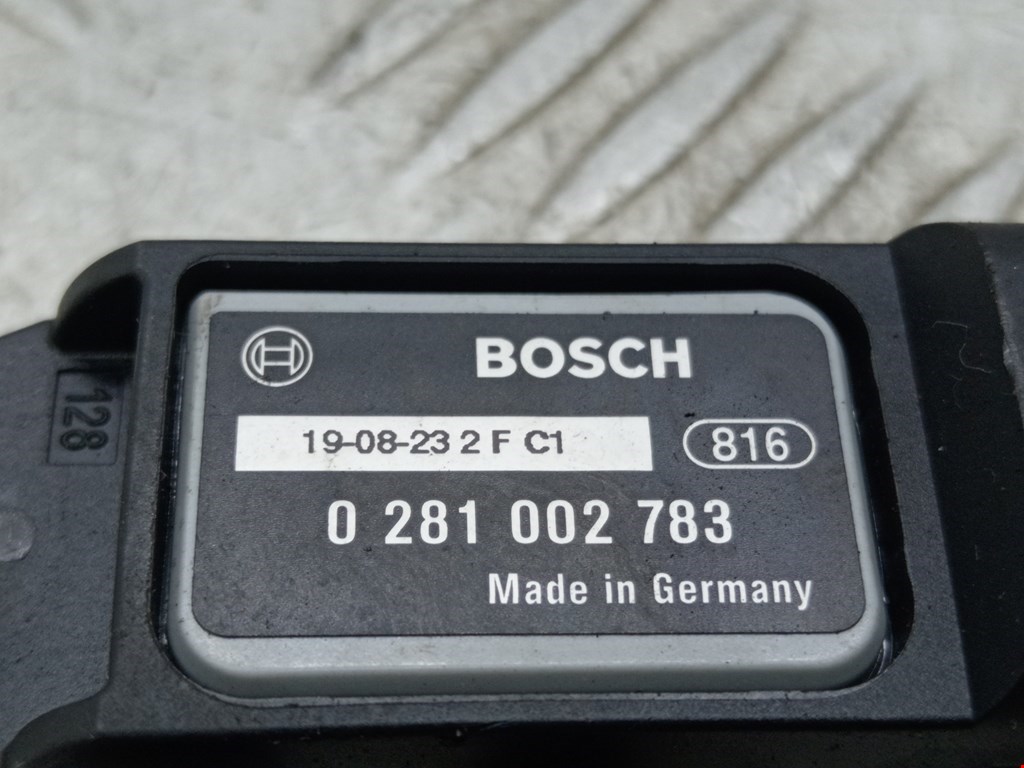 BOSCH
19-08-23 2 F C1
816
0 281 002 783
Made in Germany
128